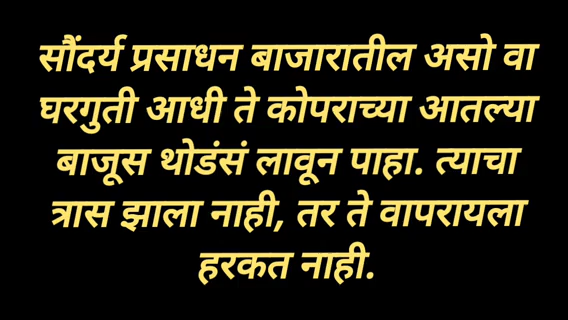 सौंदर्य प्रसाधन बाजारातील असो वा
घरगुती आधी ते कोपराच्या आतल्या
बाजूस थोडंसं लावून पाहा. त्याचा
त्रास झाला नाही, तर ते वापरायला
हरकत नाही.